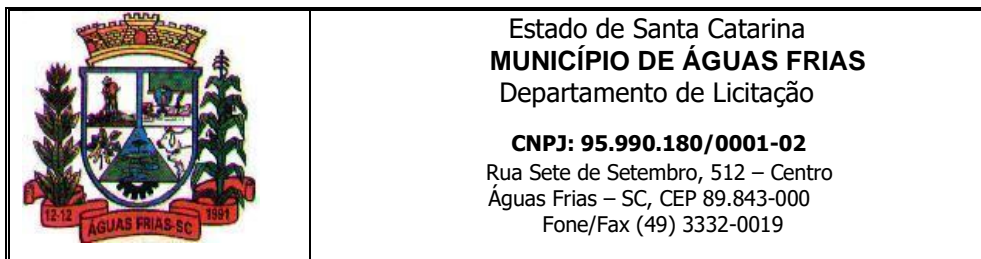 Estado de Santa Catarina
MUNICÍPIO DE ÁGUAS FRIAS
Departamento de Licitação
CNPJ: 95.990.180/0001-02
Rua Sete de Setembro, 512 – Centro
Águas Frias – SC, CEP 89.843-000
Fone/Fax (49) 3332-0019
12-12
ÁGUAS FRIAS-SC
1991